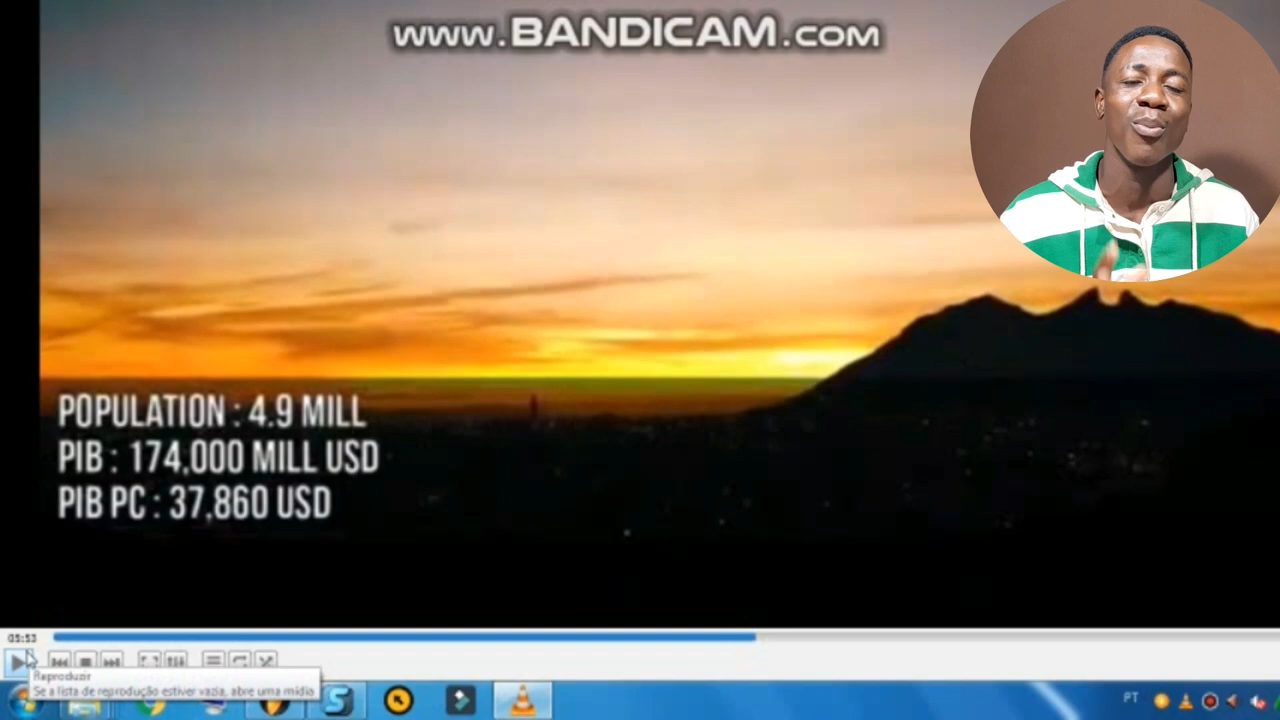 www.BANDICAM.com
POPULATION : 4.9 MILL
PIB : 174,000 MILL USD
PIB PC : 37,860 USD
05:53
Reproduzir
Se a lista de reprodução estiver vazia, abre uma mídia
PT